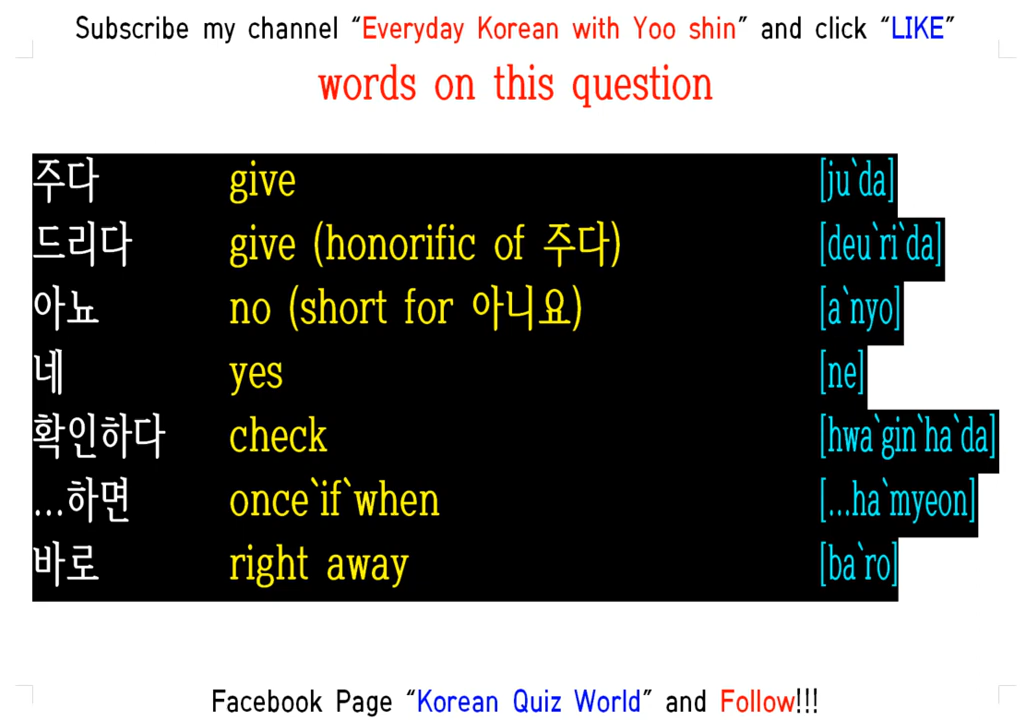 Subscribe my channel “Everyday Korean with Yoo shin” and click “LIKE”
words on this question
주다 give [ju`da]
드리다 give (honorific of 주다) [deu`ri`da]
아뇨 no (short for 아니요) [a`nyo]
네 yes [ne]
확인하다 check [hwa`gin`ha`da]
...하면 once`if`when [...ha`myeon]
바로 right away [ba`ro]
Facebook Page “Korean Quiz World” and Follow!!!